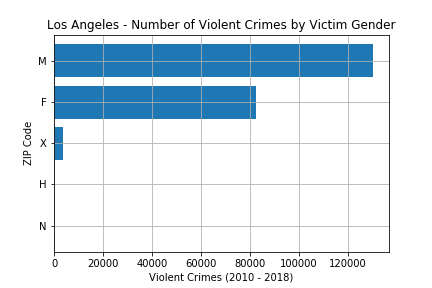 Los Angeles - Number of Violent Crimes by Victim Gender
M
F
X
H
N
ZIP Code
0 20000 40000 60000 80000 100000 120000
Violent Crimes (2010 - 2018)